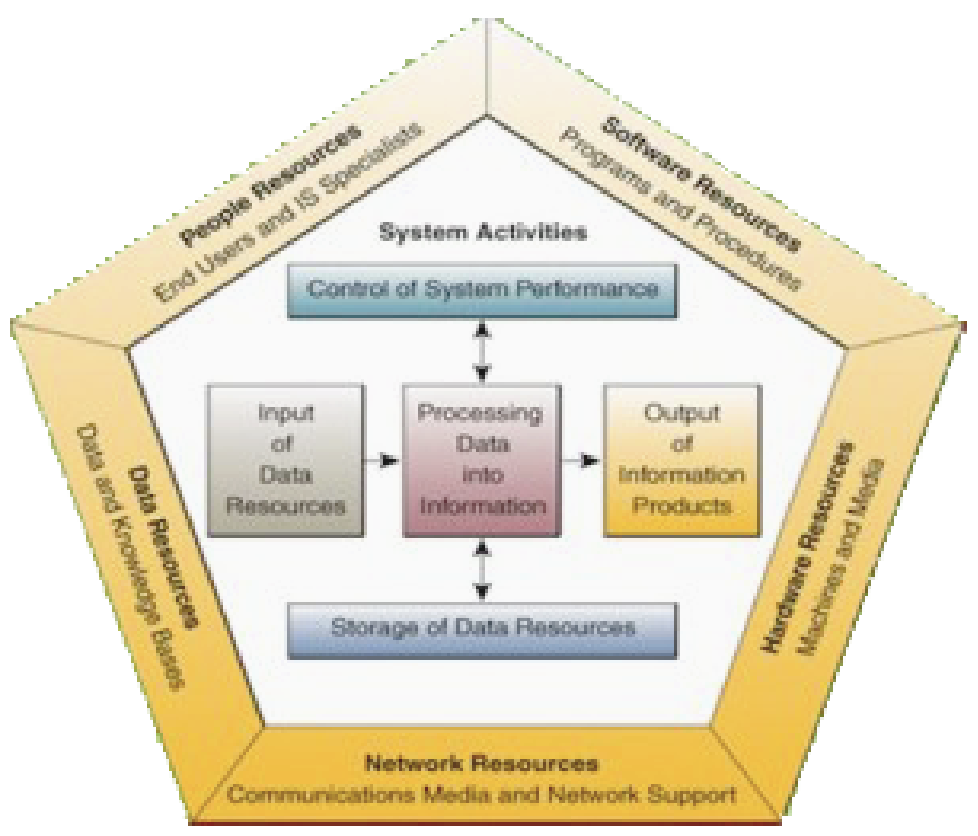 People Resources
End Users and IS Specialists
Software Resources
Programs and Procedures
System Activities
Control of System Performance
Input
of
Data
Resources
Processing
Data
into
Information
Output
of
Information
Products
Storage of Data Resources
Data Resources
Data and Knowledge Bases
Hardware Resources
Machines and Media
Network Resources
Communications Media and Network Support